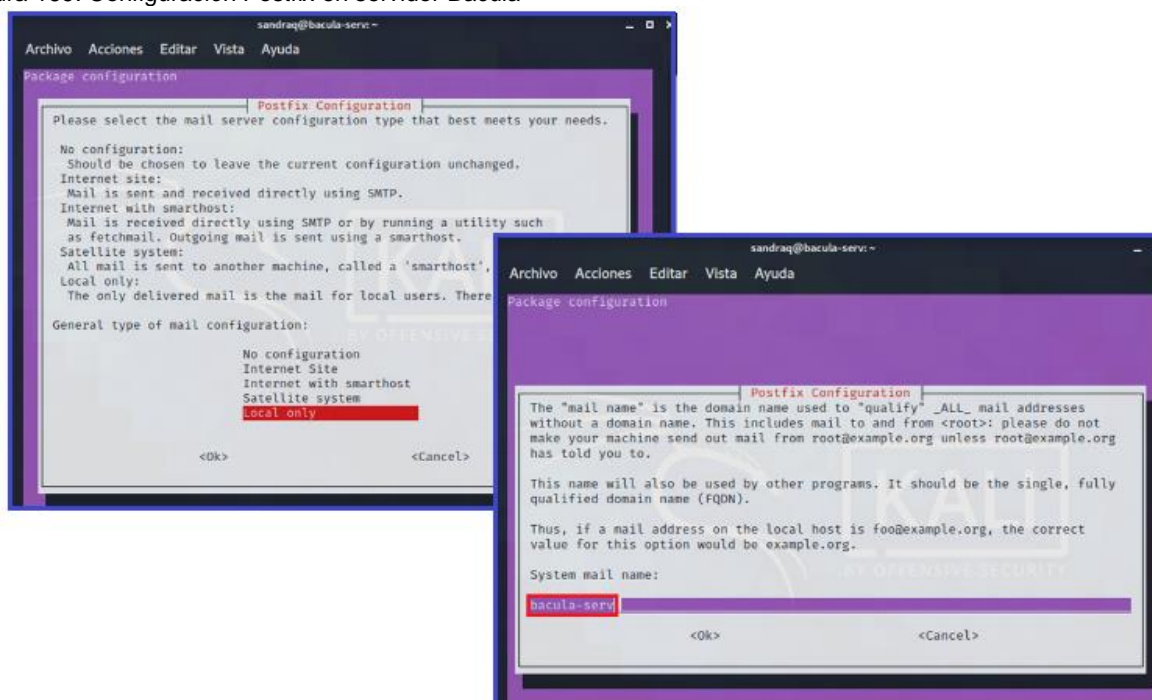 Configuración Postfix en servidor Bacula
sandraq@bacula-serv: ~
Archivo Acciones Editar Vista Ayuda
Package configuration
Postfix Configuration
Please select the mail server configuration type that best meets your needs.
No configuration:
Should be chosen to leave the current configuration unchanged.
Internet site:
Mail is sent and received directly using SMTP.
Internet with smarthost:
Mail is received directly using SMTP or by running a utility such
as fetchmail. Outgoing mail is sent using a smarthost.
Satellite system:
All mail is sent to another machine, called a 'smarthost',
Local only:
The only delivered mail is the mail for local users. There
General type of mail configuration:
No configuration
Internet Site
Internet with smarthost
Satellite system
Local only
<Ok> <Cancel>
sandraq@bacula-serv: ~
Archivo Acciones Editar Vista Ayuda
Package configuration
Postfix Configuration
The "mail name" is the domain name used to "qualify" _ALL_ mail addresses
without a domain name. This includes mail to and from <root>: please do not
make your machine send out mail from root@example.org unless root@example.org
has told you to.
This name will also be used by other programs. It should be the single, fully
qualified domain name (FQDN).
Thus, if a mail address on the local host is foo@example.org, the correct
value for this option would be example.org.
System mail name:
bacula-serv
<Ok> <Cancel>
KALI
BY OFFENSIVE SECURITY